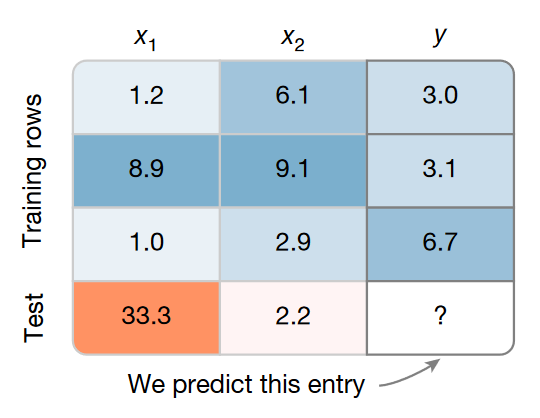 x₁ x₂ y
Training rows
1.2 6.1 3.0
8.9 9.1 3.1
1.0 2.9 6.7
Test
33.3 2.2 ?
We predict this entry